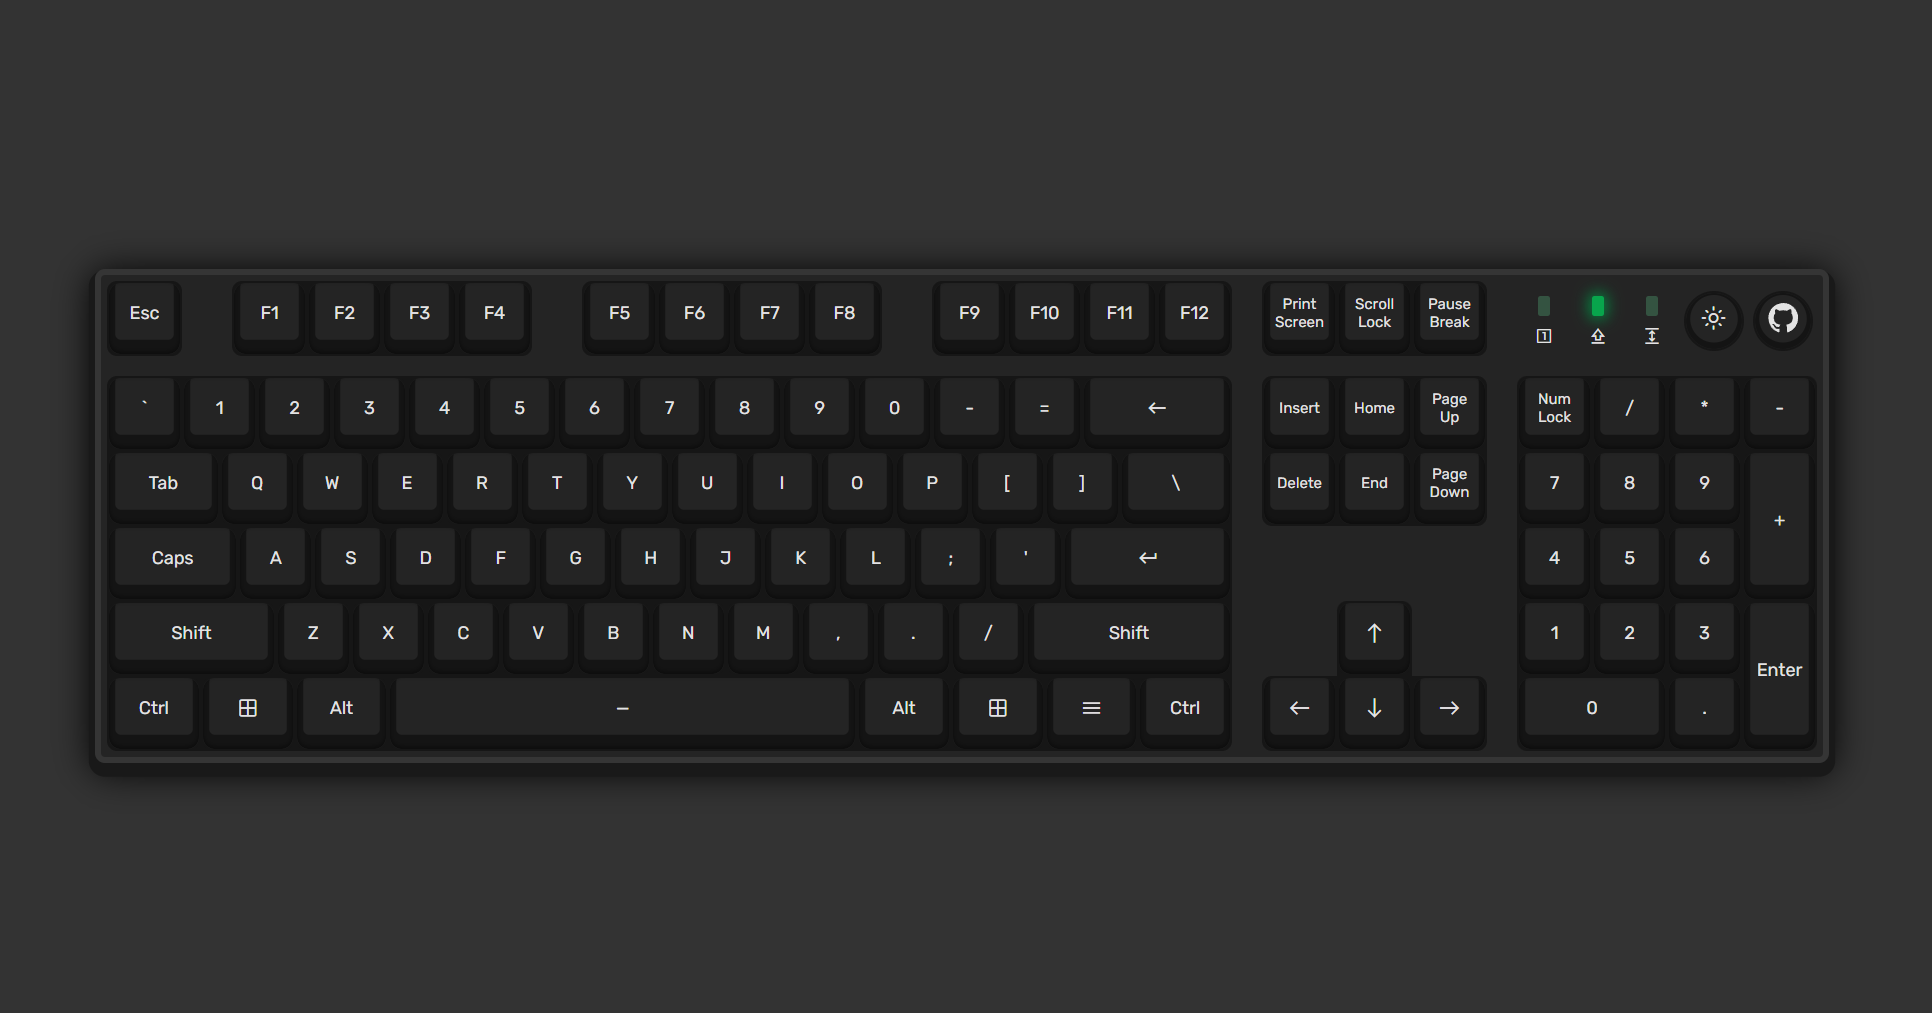 Esc F1 F2 F3 F4 F5 F6 F7 F8 F9 F10 F11 F12 Print Screen Scroll Lock Pause Break 1
` 1 2 3 4 5 6 7 8 9 0 - = ← Insert Home Page Up Num Lock / * -
Tab Q W E R T Y U I O P [ ] \ Delete End Page Down 7 8 9 +
Caps A S D F G H J K L ; ' ↵ 4 5 6
Shift Z X C V B N M , . / Shift ↑ 1 2 3 Enter
Ctrl Alt — Alt Ctrl ← ↓ → 0 .